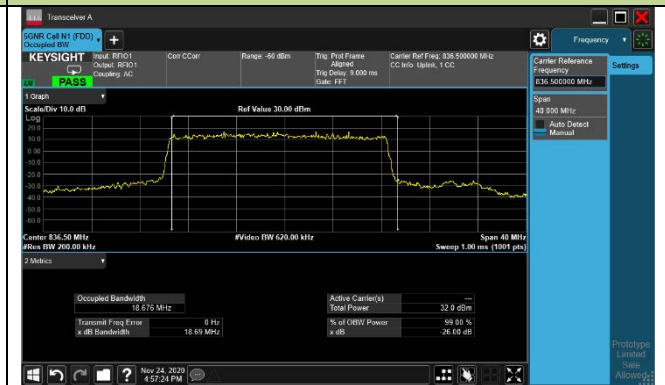 Transceiver A
5GNR Call N1 (FDD)
Occupied BW
Frequency
KEYSIGHT
Input: RFIO1
Output: RFIO1
Coupling: AC
Corr CCorr
Range: -60 dBm
Trig: Prot Frame
Aligned
Trig Delay: 9.000 ms
Gate: FFT
Carrier Ref Freq: 836.500000 MHz
CC Info: Uplink, 1 CC
PASS
Carrier Reference
Frequency
836.500000 MHz
Settings
Span
40.000 MHz
Auto Detect
Manual
1 Graph
Scale/Div 10.0 dB
Ref Value 30.00 dBm
Log
20.0
10.0
0.00
-10.0
-20.0
-30.0
-40.0
-50.0
-60.0
Center 836.50 MHz
#Video BW 620.00 kHz
Span 40 MHz
#Res BW 200.00 kHz
Sweep 1.00 ms (1001 pts)
2 Metrics
Occupied Bandwidth
18.676 MHz
Active Carrier(s)
---
Total Power
32.0 dBm
Transmit Freq Error
0 Hz
x dB Bandwidth
18.69 MHz
% of OBW Power
99.00 %
x dB
-26.00 dB
Nov 24, 2020
4:57:24 PM
Prototype
Limited
Sale
Allowed